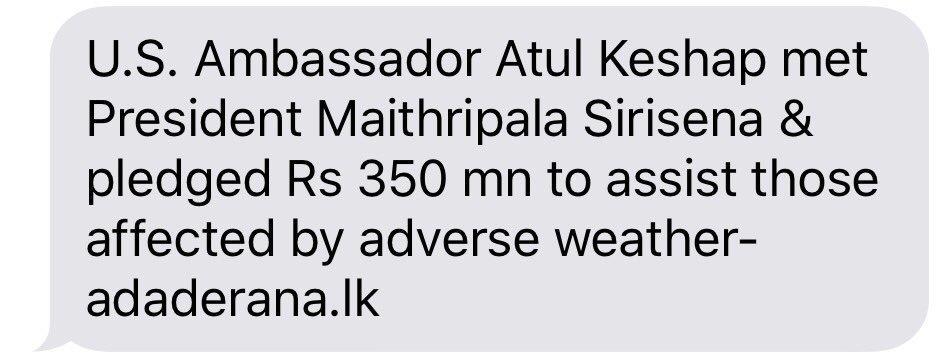 U.S. Ambassador Atul Keshap met
President Maithripala Sirisena &
pledged Rs 350 mn to assist those
affected by adverse weather-
adaderana.lk